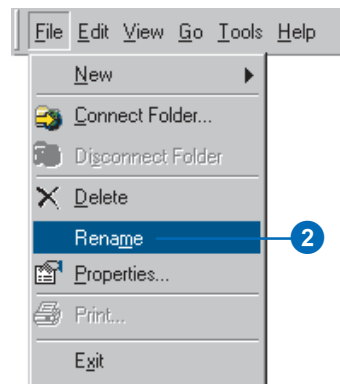 File Edit View Go Tools Help
New
Connect Folder...
Disconnect Folder
Delete
Rename 2
Properties...
Print...
Exit